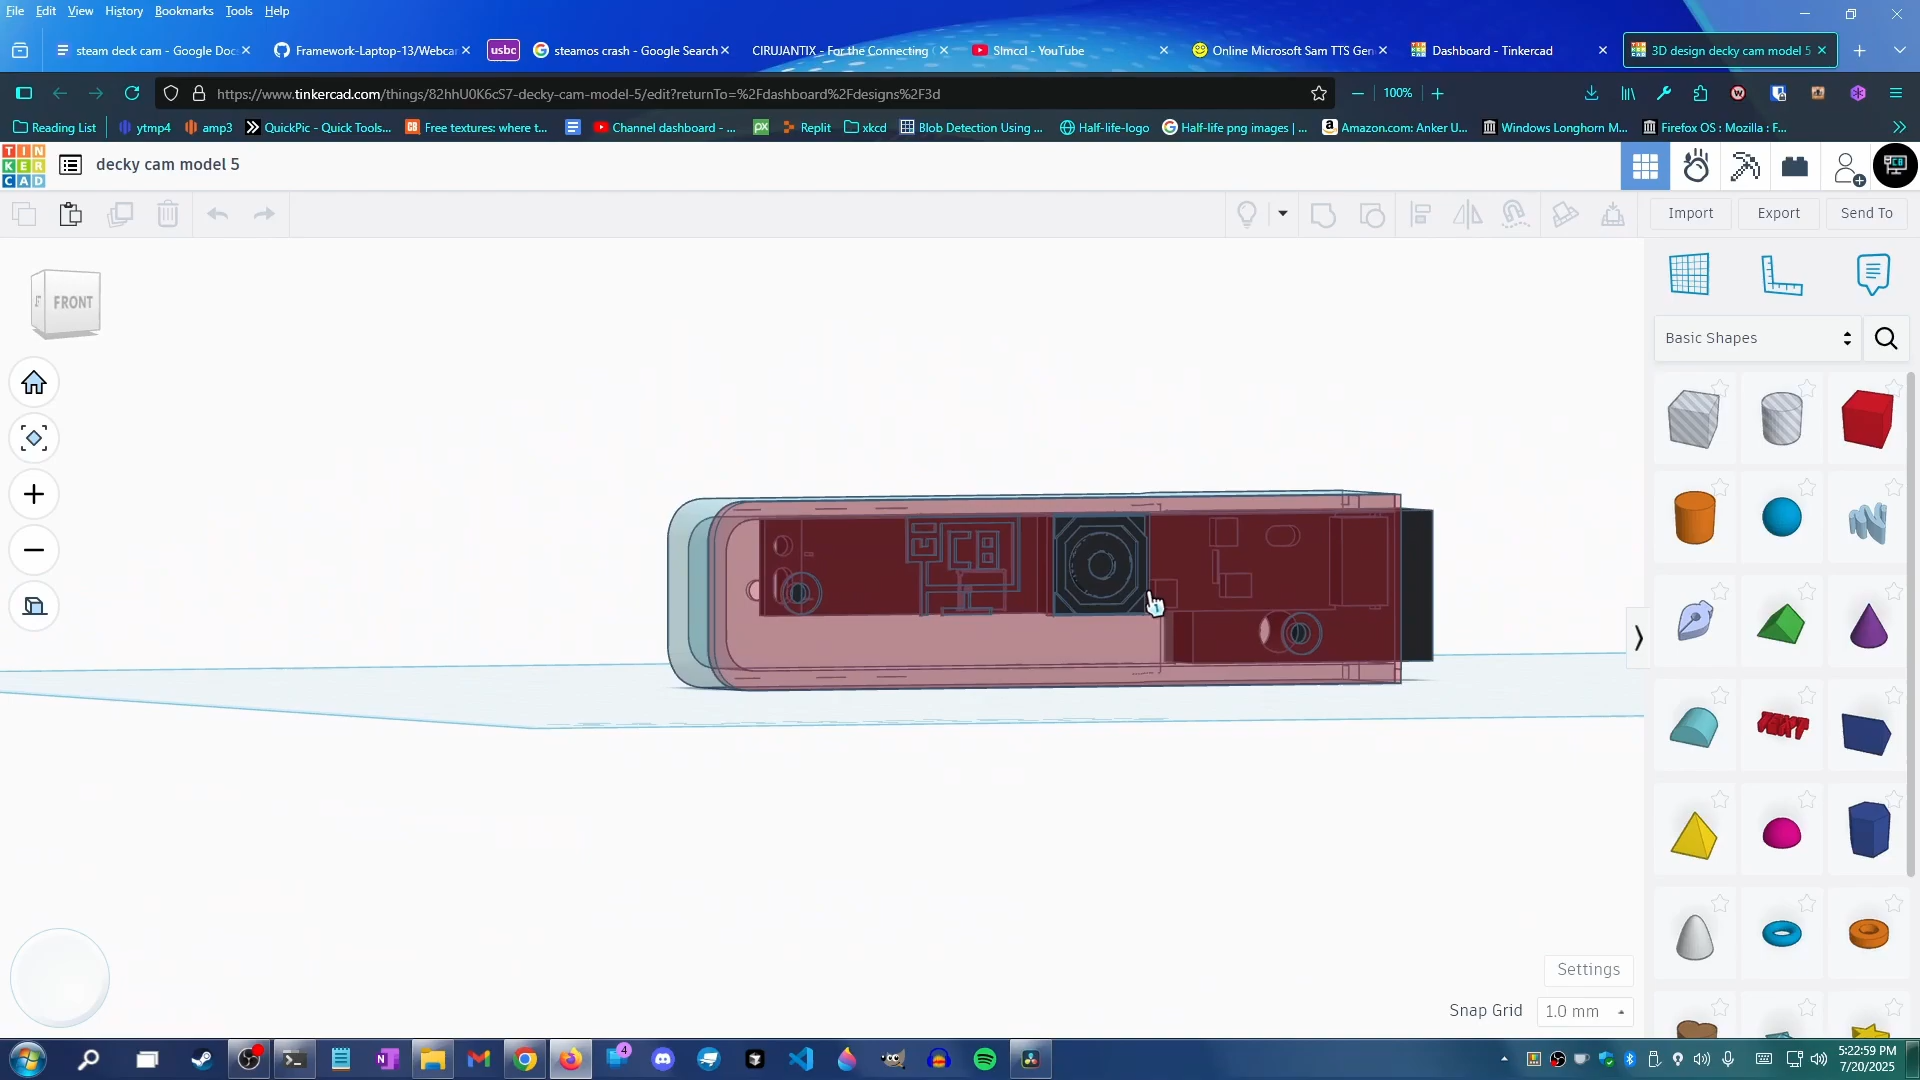 File Edit View History Bookmarks Tools Help
steam deck cam - Google Doc
Framework-Laptop-13/Webca
usbc
steamos crash - Google Search
CIRUJANTIX - For the Connecting
Slmccl - YouTube
Online Microsoft Sam TTS Gen
Dashboard - Tinkercad
3D design decky cam model 5
https://www.tinkercad.com/things/82hhU0K6cS7-decky-cam-model-5/edit?returnTo=%2Fdashboard%2Fdesigns%2F3d
100%
Reading List
ytmp4
amp3
QuickPic - Quick Tools...
Free textures: where t...
Channel dashboard - ...
px
Replit
xkcd
Blob Detection Using ...
Half-life-logo
Half-life png images | ...
Amazon.com: Anker U...
Windows Longhorn M...
Firefox OS : Mozilla : F...
TIN
KER
CAD
decky cam model 5
Import
Export
Send To
FRONT
Basic Shapes
CB
TEXT
Settings
Snap Grid
1.0 mm
4
5:22:59 PM
7/20/2025